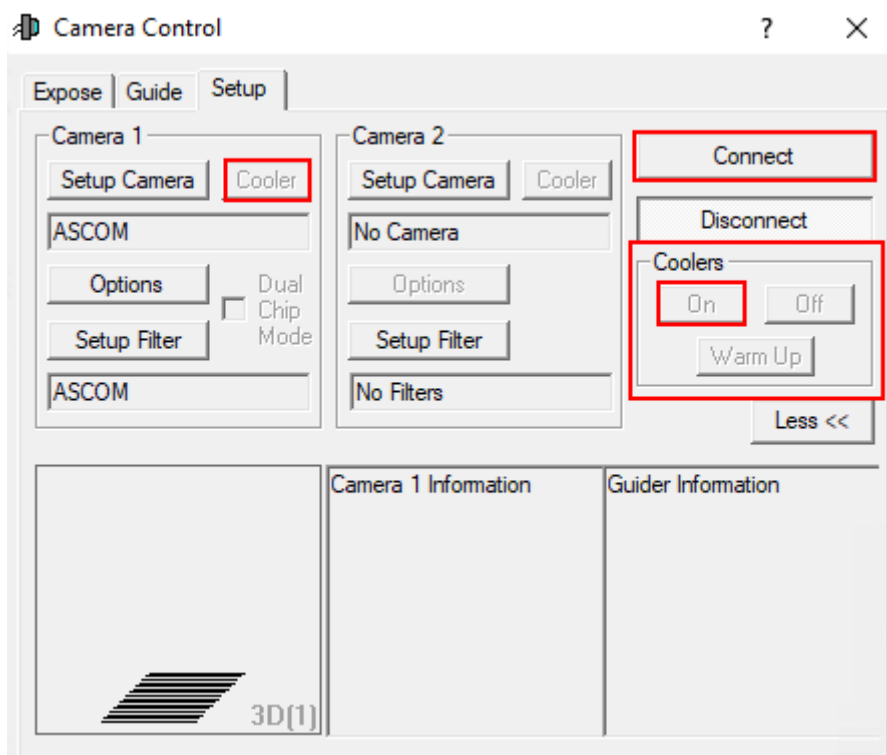 Camera Control
?
Expose Guide Setup
Camera 1
Setup Camera Cooler
ASCOM
Options
Dual
Chip
Mode
Setup Filter
ASCOM
Camera 2
Setup Camera Cooler
No Camera
Options
Setup Filter
No Filters
Connect
Disconnect
Coolers
On Off
Warm Up
Less <<
3D(1)
Camera 1 Information
Guider Information